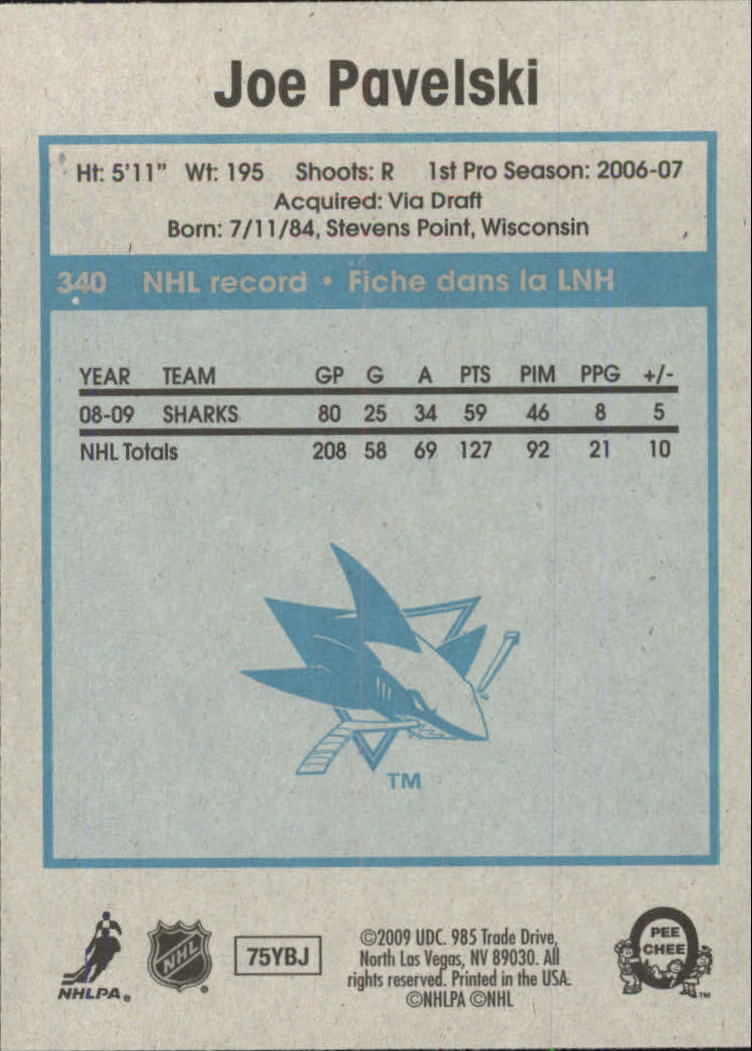 Joe Pavelski
Ht: 5'11" Wt: 195 Shoots: R 1st Pro Season: 2006-07
Acquired: Via Draft
Born: 7/11/84, Stevens Point, Wisconsin
340 NHL record • Fiche dans la LNH
YEAR TEAM GP G A PTS PIM PPG +/-
08-09 SHARKS 80 25 34 59 46 8 5
NHL Totals 208 58 69 127 92 21 10
TM
NHLPA®
NHL
75YBJ
©2009 UDC. 985 Trade Drive,
North Las Vegas, NV 89030. All
rights reserved. Printed in the USA.
©NHLPA ©NHL
O
PEE
CHEE
TM